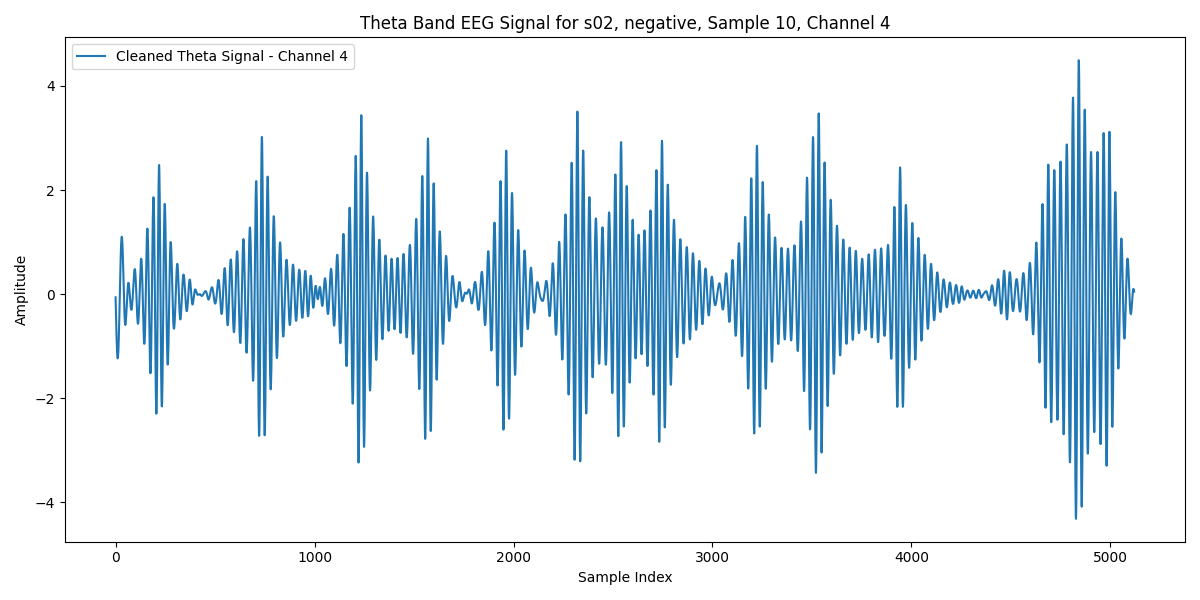 Theta Band EEG Signal for s02, negative, Sample 10, Channel 4
Cleaned Theta Signal - Channel 4
Amplitude
4
2
0
−2
−4
0 1000 2000 3000 4000 5000
Sample Index